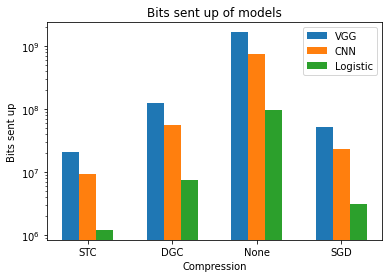 Bits sent up of models
Bits sent up
10⁹
10⁸
10⁷
10⁶
VGG
CNN
Logistic
STC DGC None SGD
Compression